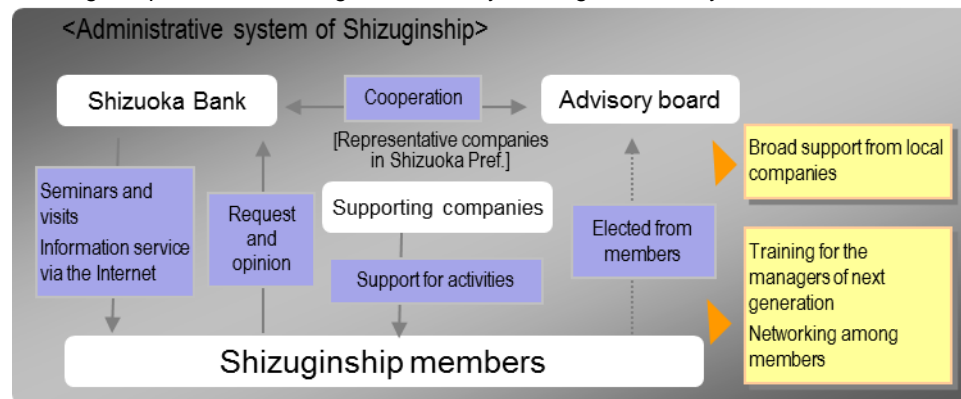 <Administrative system of Shizuginship>
Shizuoka Bank
Cooperation
Advisory board
[Representative companies
in Shizuoka Pref.]
Broad support from local
companies
Seminars and
visits
Information service
via the Internet
Request
and
opinion
Supporting companies
Elected from
members
Support for activities
Training for the
managers of next
generation
Networking among
members
Shizuginship members